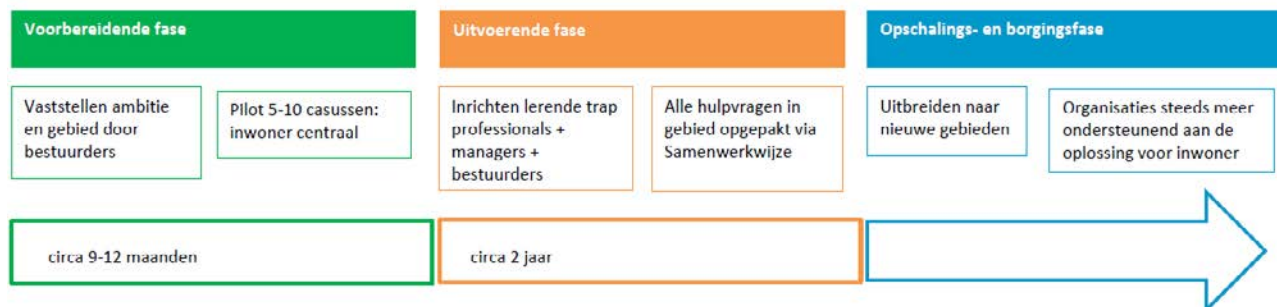 Voorbereidende fase
Uitvoerende fase
Opschalings- en borgingsfase
Vaststellen ambitie
en gebied door
bestuurders
PIlot 5-10 casussen:
inwoner centraal
Inrichten lerende trap
professionals +
managers +
bestuurders
Alle hulpvragen in
gebied opgepakt via
Samenwerkwijze
Uitbreiden naar
nieuwe gebieden
Organisaties steeds meer
ondersteunend aan de
oplossing voor inwoner
circa 9-12 maanden
circa 2 jaar